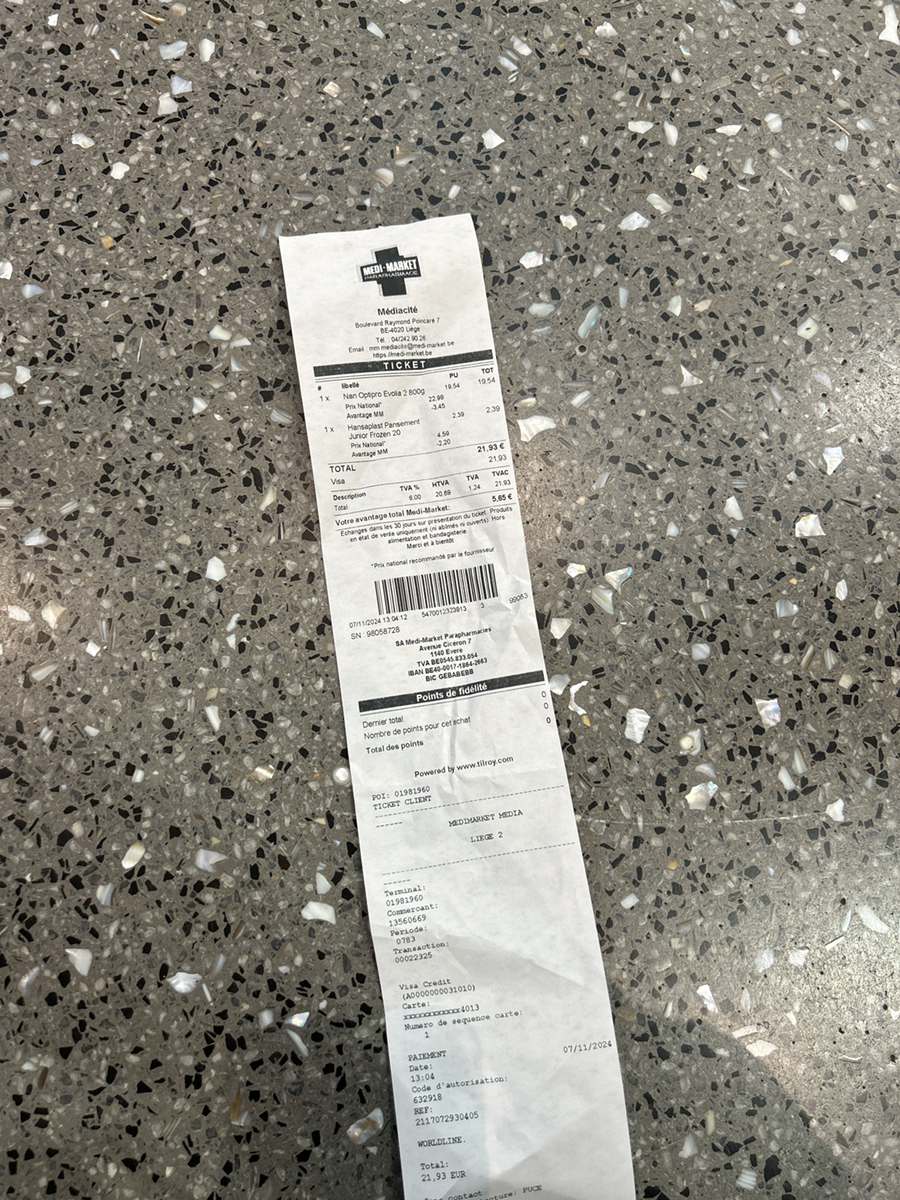 MEDI-MARKET
PARAPHARMACIE
Médiacité
Boulevard Raymond Poincare 7
BE-4020 Liège
Tél. : 04/242 90 26
Email : mm.mediacite@medi-market.be
https://medi-market.be
TICKET
# libellé PU TOT
1 x Nan Optipro Evolia 2 800g 19,54 19,54
Prix National* 22,99
Avantage MM -3,45
1 x Hansaplast Pansement 2,39 2,39
Junior Frozen 20
Prix National* 4,59
Avantage MM -2,20
TOTAL 21,93 €
Visa 21,93
Description TVA % HTVA TVA TVAC
Total 6,00 20,69 1,24 21,93
Votre avantage total Medi-Market: 5,65 €
Echanges dans les 30 jours sur présentation du ticket. Produits
en état de vente uniquement (ni abîmés ni ouverts). Hors
alimentation et bandagisterie
Merci et à bientôt
*Prix national recommandé par le fournisseur
07/11/2024 13:04:12 5470012323913 3 99083
SN : 98058728
SA Medi-Market Parapharmacies
Avenue Cicéron 7
1140 Evere
TVA BE0545.833.054
IBAN BE40-0017-1864-2663
BIC GEBABEBB
Points de fidélité
Dernier total 0
Nombre de points pour cet achat 0
Total des points 0
Powered by www.tilroy.com
POI: 01981960
TICKET CLIENT
MEDIMARKET MEDIA
LIEGE 2
Terminal:
01981960
Commercant:
13560669
Periode:
0783
Transaction:
00022325
Visa Credit
(A0000000031010)
Carte:
xxxxxxxxxxxx4013
Numero de sequence carte:
1
PAIEMENT
Date: 07/11/2024
13:04
Code d'autorisation:
632918
REF:
2117072930405
WORLDLINE.
Total:
21,93 EUR
contact
PUCE